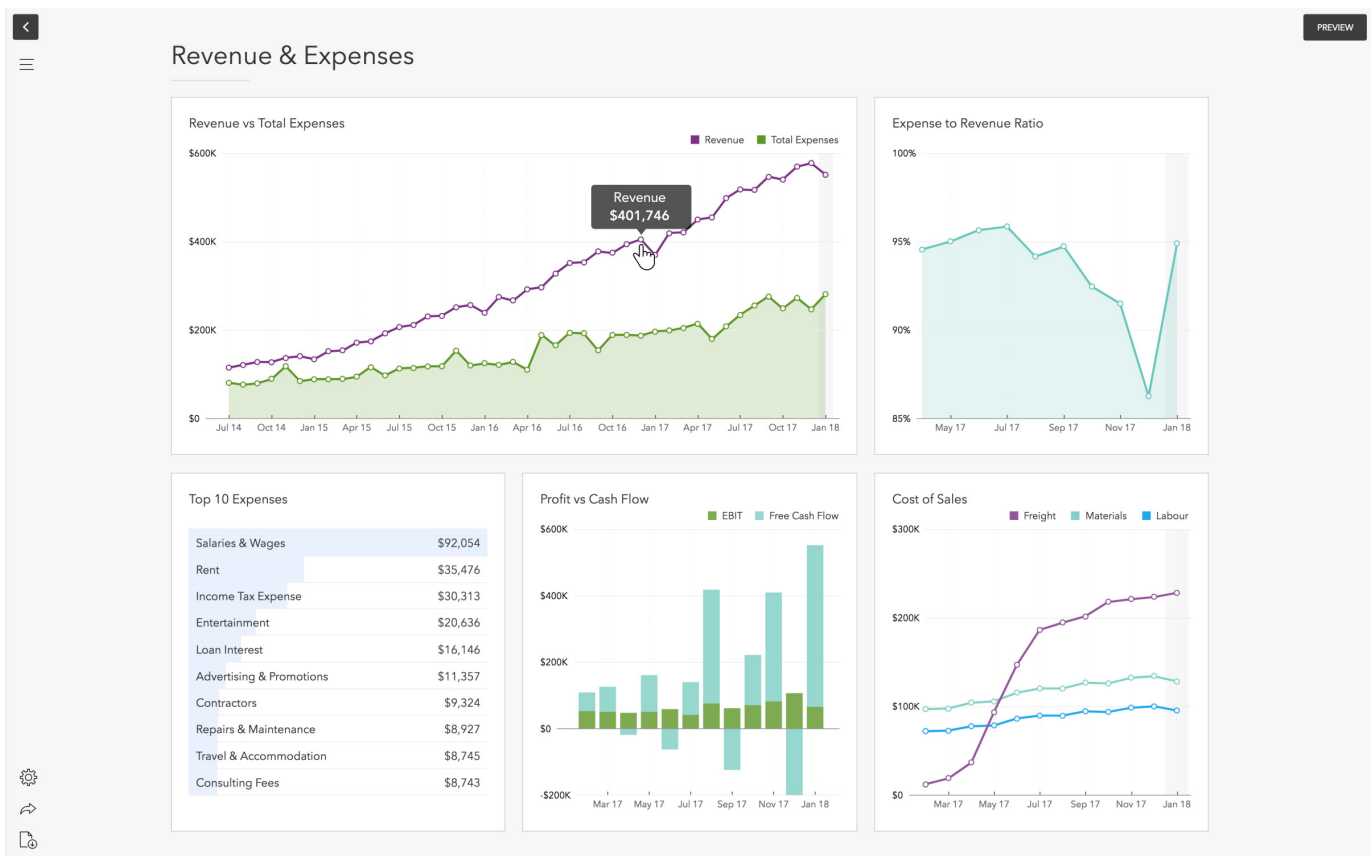 PREVIEW
Revenue & Expenses
Revenue vs Total Expenses
Revenue Total Expenses
$600K
$400K
$200K
$0
Revenue
$401,746
Jul 14 Oct 14 Jan 15 Apr 15 Jul 15 Oct 15 Jan 16 Apr 16 Jul 16 Oct 16 Jan 17 Apr 17 Jul 17 Oct 17 Jan 18
Expense to Revenue Ratio
100%
95%
90%
85%
May 17 Jul 17 Sep 17 Nov 17 Jan 18
Top 10 Expenses
Salaries & Wages $92,054
Rent $35,476
Income Tax Expense $30,313
Entertainment $20,636
Loan Interest $16,146
Advertising & Promotions $11,357
Contractors $9,324
Repairs & Maintenance $8,927
Travel & Accommodation $8,745
Consulting Fees $8,743
Profit vs Cash Flow
EBIT Free Cash Flow
$600K
$400K
$200K
$0
-$200K
Mar 17 May 17 Jul 17 Sep 17 Nov 17 Jan 18
Cost of Sales
Freight Materials Labour
$300K
$200K
$100K
$0
Mar 17 May 17 Jul 17 Sep 17 Nov 17 Jan 18